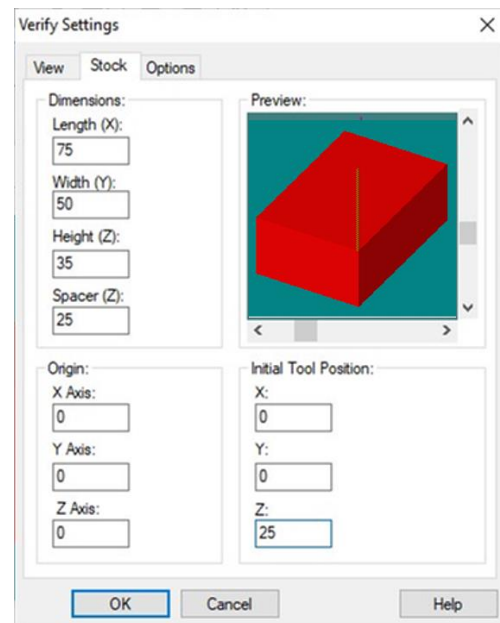 Verify Settings
View Stock Options
Dimensions:
Length (X):
75
Width (Y):
50
Height (Z):
35
Spacer (Z):
25
Preview:
Origin:
X Axis:
0
Y Axis:
0
Z Axis:
0
Initial Tool Position:
X:
0
Y:
0
Z:
25
OK Cancel Help